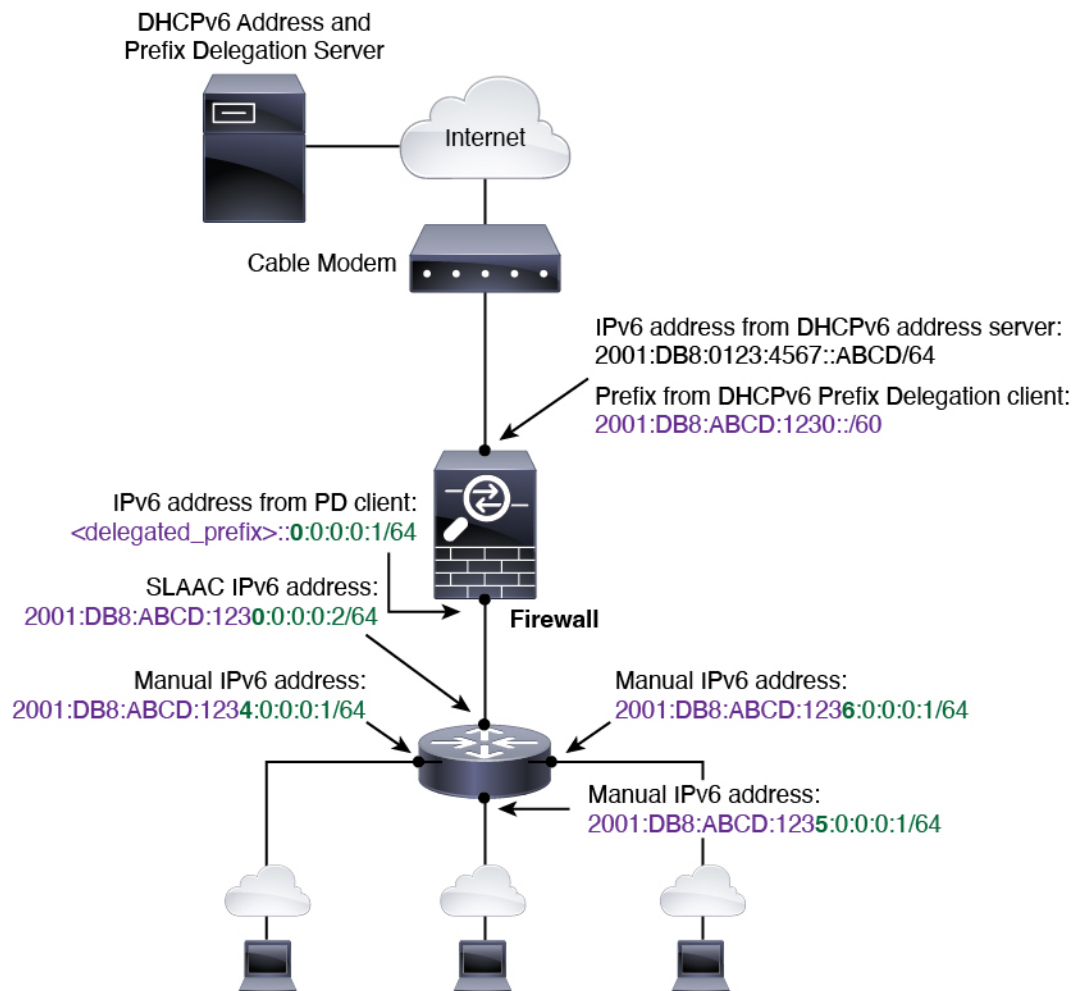 DHCPv6 Address and
Prefix Delegation Server
Internet
Cable Modem
IPv6 address from DHCPv6 address server:
2001:DB8:0123:4567::ABCD/64
Prefix from DHCPv6 Prefix Delegation client:
2001:DB8:ABCD:1230::/60
IPv6 address from PD client:
<delegated_prefix>::0:0:0:0:1/64
SLAAC IPv6 address:
2001:DB8:ABCD:1230:0:0:0:2/64
Firewall
Manual IPv6 address:
2001:DB8:ABCD:1234:0:0:0:1/64
Manual IPv6 address:
2001:DB8:ABCD:1236:0:0:0:1/64
Manual IPv6 address:
2001:DB8:ABCD:1235:0:0:0:1/64